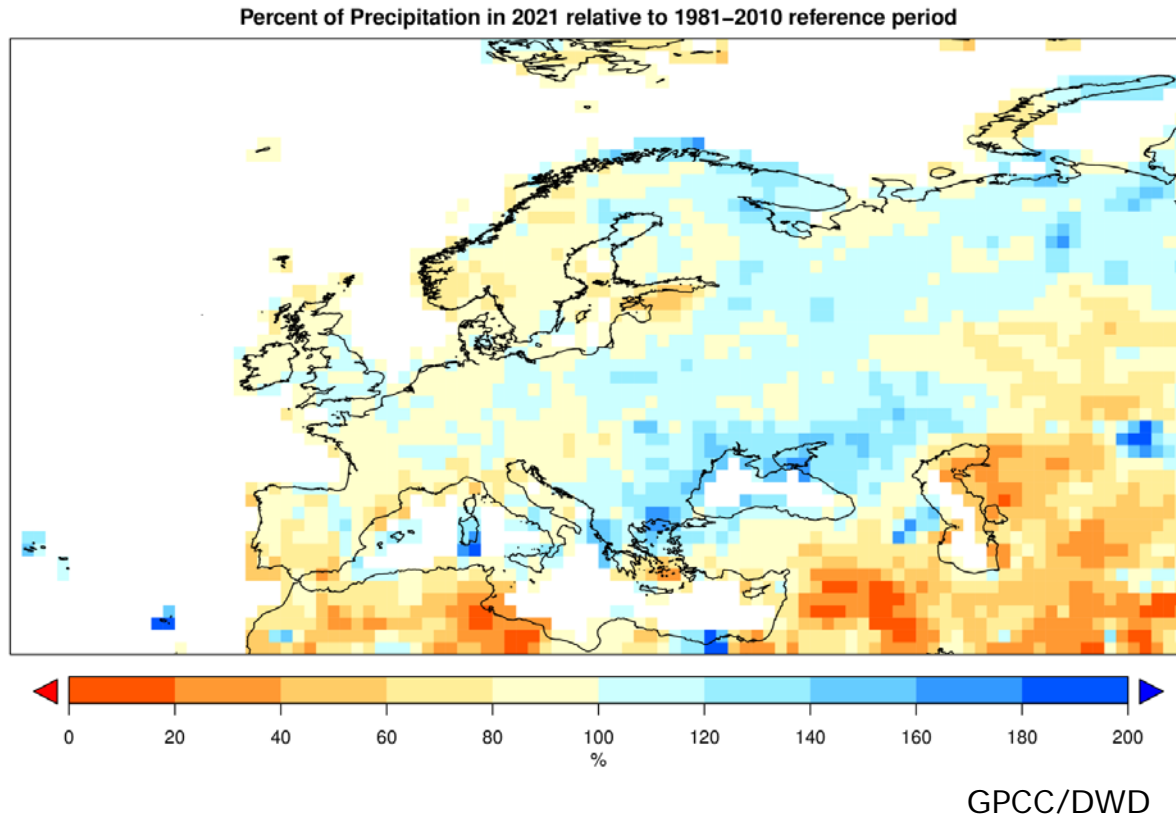 Percent of Precipitation in 2021 relative to 1981−2010 reference period
0 20 40 60 80 100 120 140 160 180 200
%
GPCC/DWD